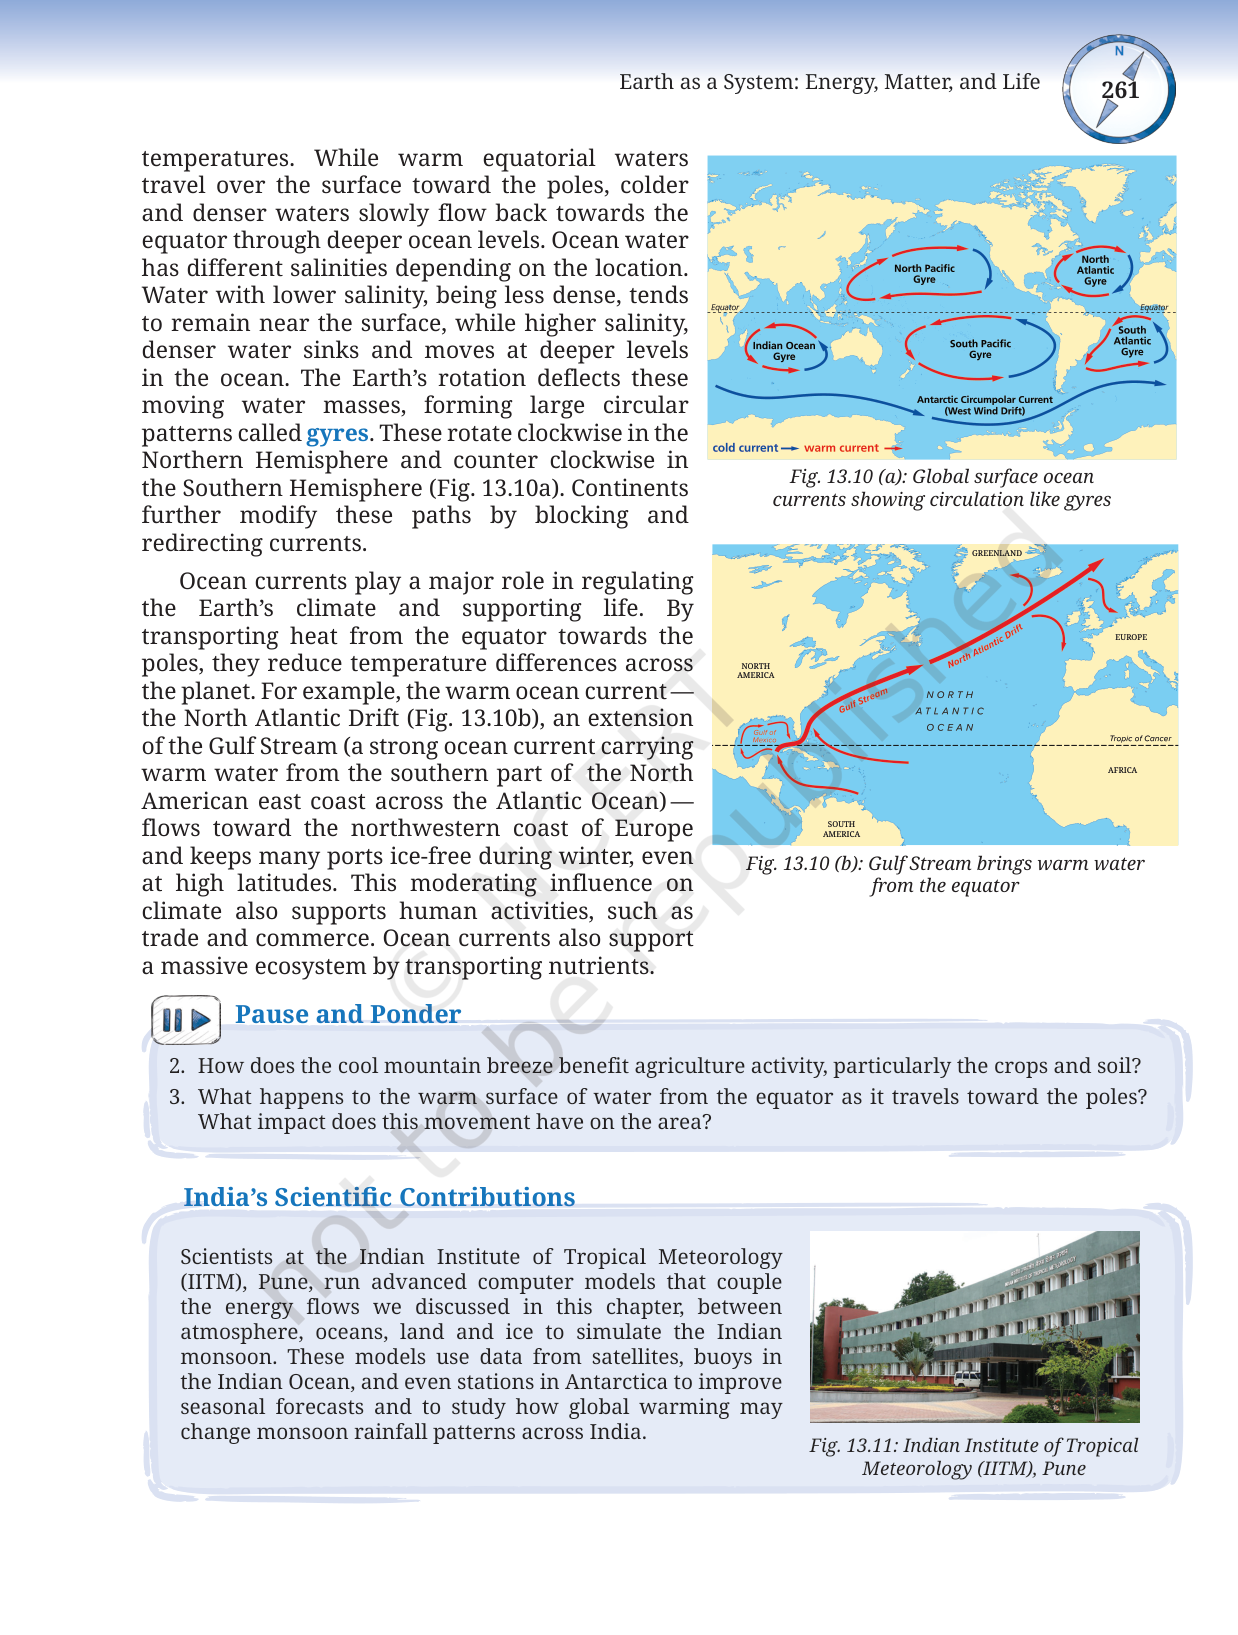 Earth as a System: Energy, Matter, and Life
N
261
temperatures. While warm equatorial waters
travel over the surface toward the poles, colder
and denser waters slowly flow back towards the
equator through deeper ocean levels. Ocean water
has different salinities depending on the location.
Water with lower salinity, being less dense, tends
to remain near the surface, while higher salinity,
denser water sinks and moves at deeper levels
in the ocean. The Earth’s rotation deflects these
moving water masses, forming large circular
patterns called gyres. These rotate clockwise in the
Northern Hemisphere and counter clockwise in
the Southern Hemisphere (Fig. 13.10a). Continents
further modify these paths by blocking and
redirecting currents.
Ocean currents play a major role in regulating
the Earth’s climate and supporting life. By
transporting heat from the equator towards the
poles, they reduce temperature differences across
the planet. For example, the warm ocean current —
the North Atlantic Drift (Fig. 13.10b), an extension
of the Gulf Stream (a strong ocean current carrying
warm water from the southern part of the North
American east coast across the Atlantic Ocean) —
flows toward the northwestern coast of Europe
and keeps many ports ice-free during winter, even
at high latitudes. This moderating influence on
climate also supports human activities, such as
trade and commerce. Ocean currents also support
a massive ecosystem by transporting nutrients.
North Pacific
Gyre
North
Atlantic
Gyre
Equator
Equator
Indian Ocean
Gyre
South Pacific
Gyre
South
Atlantic
Gyre
Antarctic Circumpolar Current
(West Wind Drift)
cold current
warm current
Fig. 13.10 (a): Global surface ocean
currents showing circulation like gyres
GREENLAND
North Atlantic Drift
EUROPE
NORTH
AMERICA
Gulf Stream
NORTH
ATLANTIC
OCEAN
Gulf of
Mexico
Tropic of Cancer
AFRICA
SOUTH
AMERICA
Fig. 13.10 (b): Gulf Stream brings warm water
from the equator
Pause and Ponder
2. How does the cool mountain breeze benefit agriculture activity, particularly the crops and soil?
3. What happens to the warm surface of water from the equator as it travels toward the poles?
What impact does this movement have on the area?
India’s Scientific Contributions
Scientists at the Indian Institute of Tropical Meteorology
(IITM), Pune, run advanced computer models that couple
the energy flows we discussed in this chapter, between
atmosphere, oceans, land and ice to simulate the Indian
monsoon. These models use data from satellites, buoys in
the Indian Ocean, and even stations in Antarctica to improve
seasonal forecasts and to study how global warming may
change monsoon rainfall patterns across India.
Fig. 13.11: Indian Institute of Tropical
Meteorology (IITM), Pune
© NCERT
not to be republished